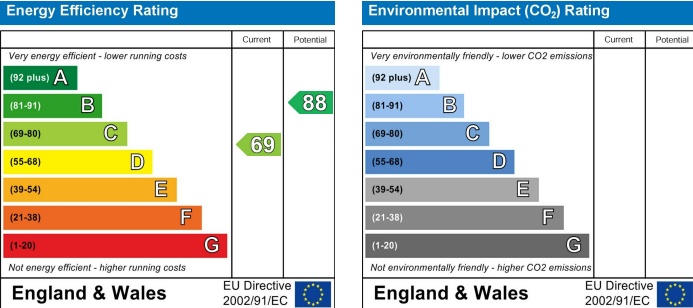 Energy Efficiency Rating
Current Potential
Very energy efficient - lower running costs
(92 plus) A
(81-91) B
88
(69-80) C
69
(55-68) D
(39-54) E
(21-38) F
(1-20) G
Not energy efficient - higher running costs
England & Wales
EU Directive
2002/91/EC
Environmental Impact (CO₂) Rating
Current Potential
Very environmentally friendly - lower CO2 emissions
(92 plus) A
(81-91) B
(69-80) C
(55-68) D
(39-54) E
(21-38) F
(1-20) G
Not environmentally friendly - higher CO2 emissions
England & Wales
EU Directive
2002/91/EC